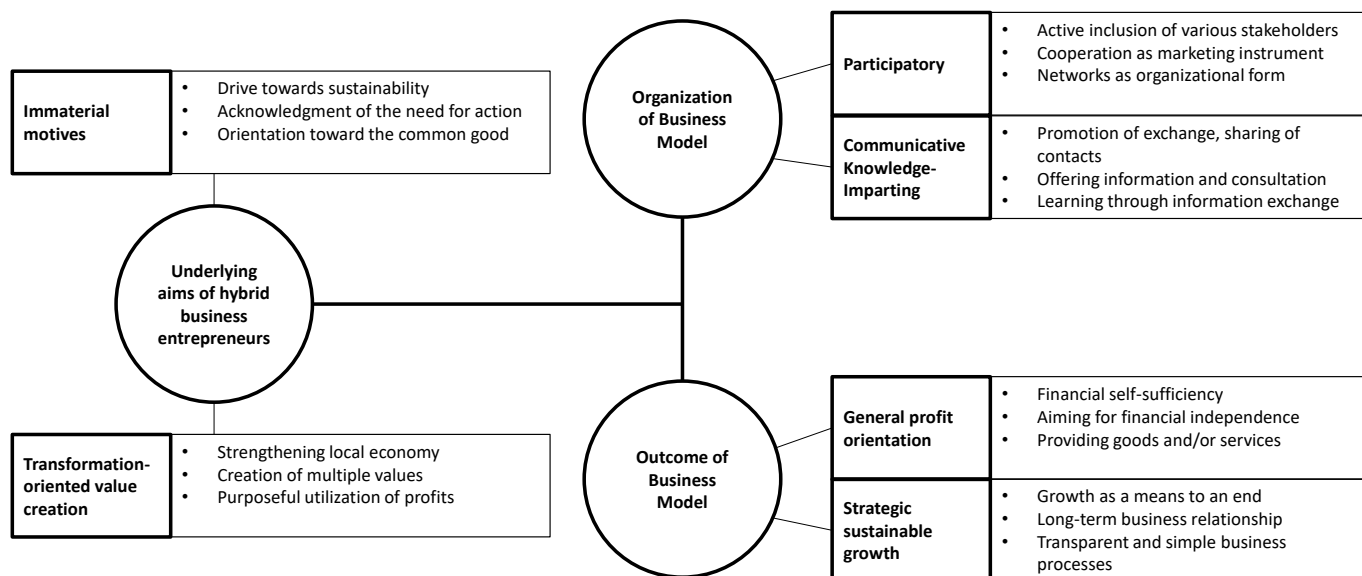 Immaterial
motives
• Drive towards sustainability
• Acknowledgment of the need for action
• Orientation toward the common good
Underlying
aims of hybrid
business
entrepreneurs
Transformation-
oriented value
creation
• Strengthening local economy
• Creation of multiple values
• Purposeful utilization of profits
Organization
of Business
Model
Participatory
• Active inclusion of various stakeholders
• Cooperation as marketing instrument
• Networks as organizational form
Communicative
Knowledge-
Imparting
• Promotion of exchange, sharing of
contacts
• Offering information and consultation
• Learning through information exchange
Outcome of
Business
Model
General profit
orientation
• Financial self-sufficiency
• Aiming for financial independence
• Providing goods and/or services
Strategic
sustainable
growth
• Growth as a means to an end
• Long-term business relationship
• Transparent and simple business
processes